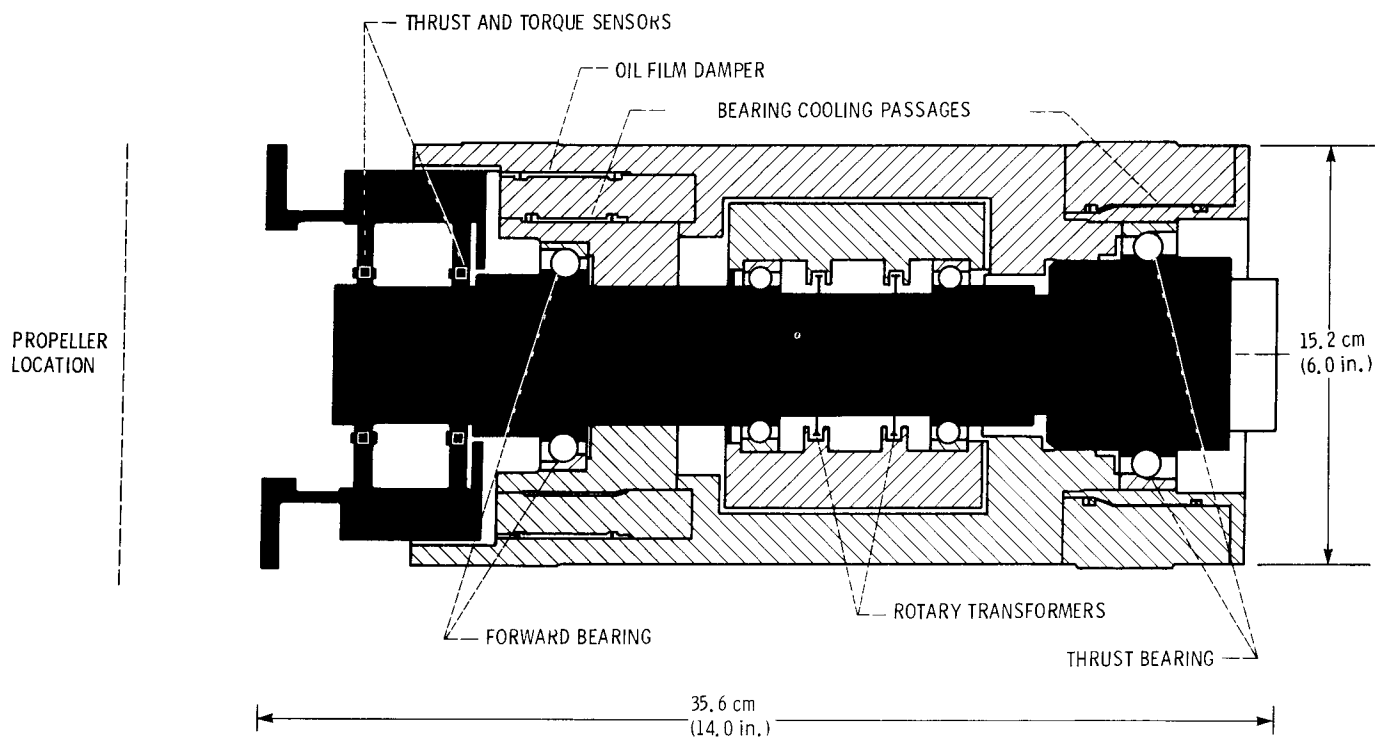 THRUST AND TORQUE SENSORS
OIL FILM DAMPER
BEARING COOLING PASSAGES
PROPELLER
LOCATION
15.2 cm
(6.0 in.)
ROTARY TRANSFORMERS
FORWARD BEARING
THRUST BEARING
35.6 cm
(14.0 in.)